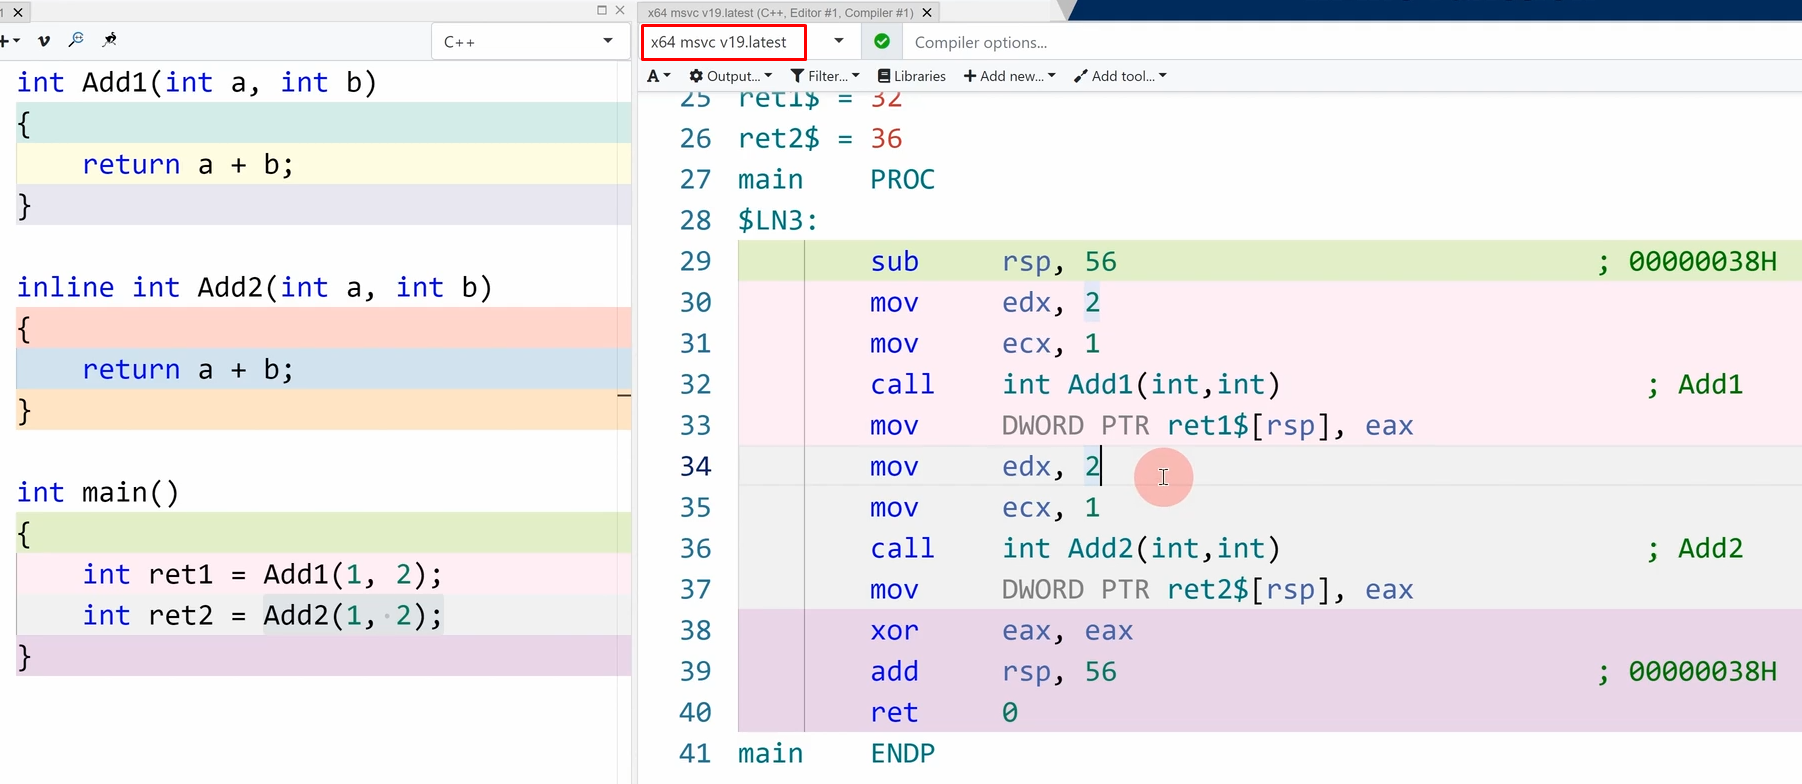 1
x64 msvc v19.latest (C++, Editor #1, Compiler #1)
C++
x64 msvc v19.latest
Compiler options...
A
Output...
Filter...
Libraries
Add new...
Add tool...
int Add1(int a, int b)
{
return a + b;
}
inline int Add2(int a, int b)
{
return a + b;
}
int main()
{
int ret1 = Add1(1, 2);
int ret2 = Add2(1, 2);
}
25 ret1$ = 32
26 ret2$ = 36
27 main PROC
28 $LN3:
29 sub rsp, 56 ; 00000038H
30 mov edx, 2
31 mov ecx, 1
32 call int Add1(int,int) ; Add1
33 mov DWORD PTR ret1$[rsp], eax
34 mov edx, 2
35 mov ecx, 1
36 call int Add2(int,int) ; Add2
37 mov DWORD PTR ret2$[rsp], eax
38 xor eax, eax
39 add rsp, 56 ; 00000038H
40 ret 0
41 main ENDP